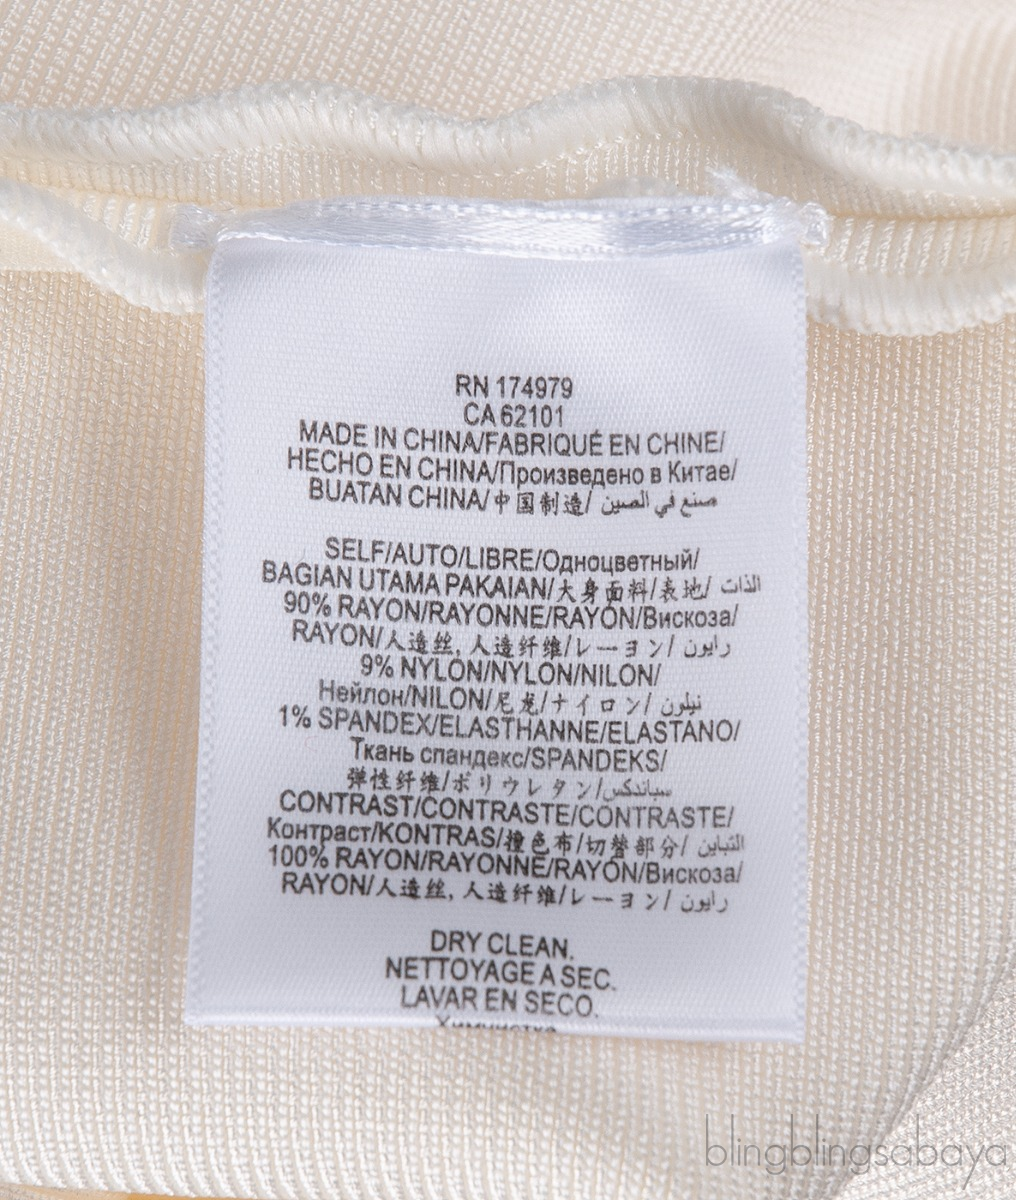 RN 174979
CA 62101
MADE IN CHINA/FABRIQUÉ EN CHINE/
HECHO EN CHINA/Произведено в Китае/
BUATAN CHINA/中国制造/ صنع في الصين
SELF/AUTO/LIBRE/Одноцветный/
BAGIAN UTAMA PAKAIAN/大身面料/表地/ الذات
90% RAYON/RAYONNE/RAYÓN/Вискоза/
RAYON/人造丝, 人造纤维/レーヨン/ رايون
9% NYLON/NYLON/NILON/
Нейлон/NILON/尼龙/ナイロン/ نيلون
1% SPANDEX/ELASTHANNE/ELASTANO/
Ткань спандекс/SPANDEKS/
弹性纤维/ポリウレタン/سباندكس
CONTRAST/CONTRASTE/CONTRASTE/
Контраст/KONTRAS/撞色布/切替部分/ التباين
100% RAYON/RAYONNE/RAYÓN/Вискоза/
RAYON/人造丝, 人造纤维/レーヨン/ رايون
DRY CLEAN.
NETTOYAGE A SEC.
LAVAR EN SECO.
blingblingsabaya